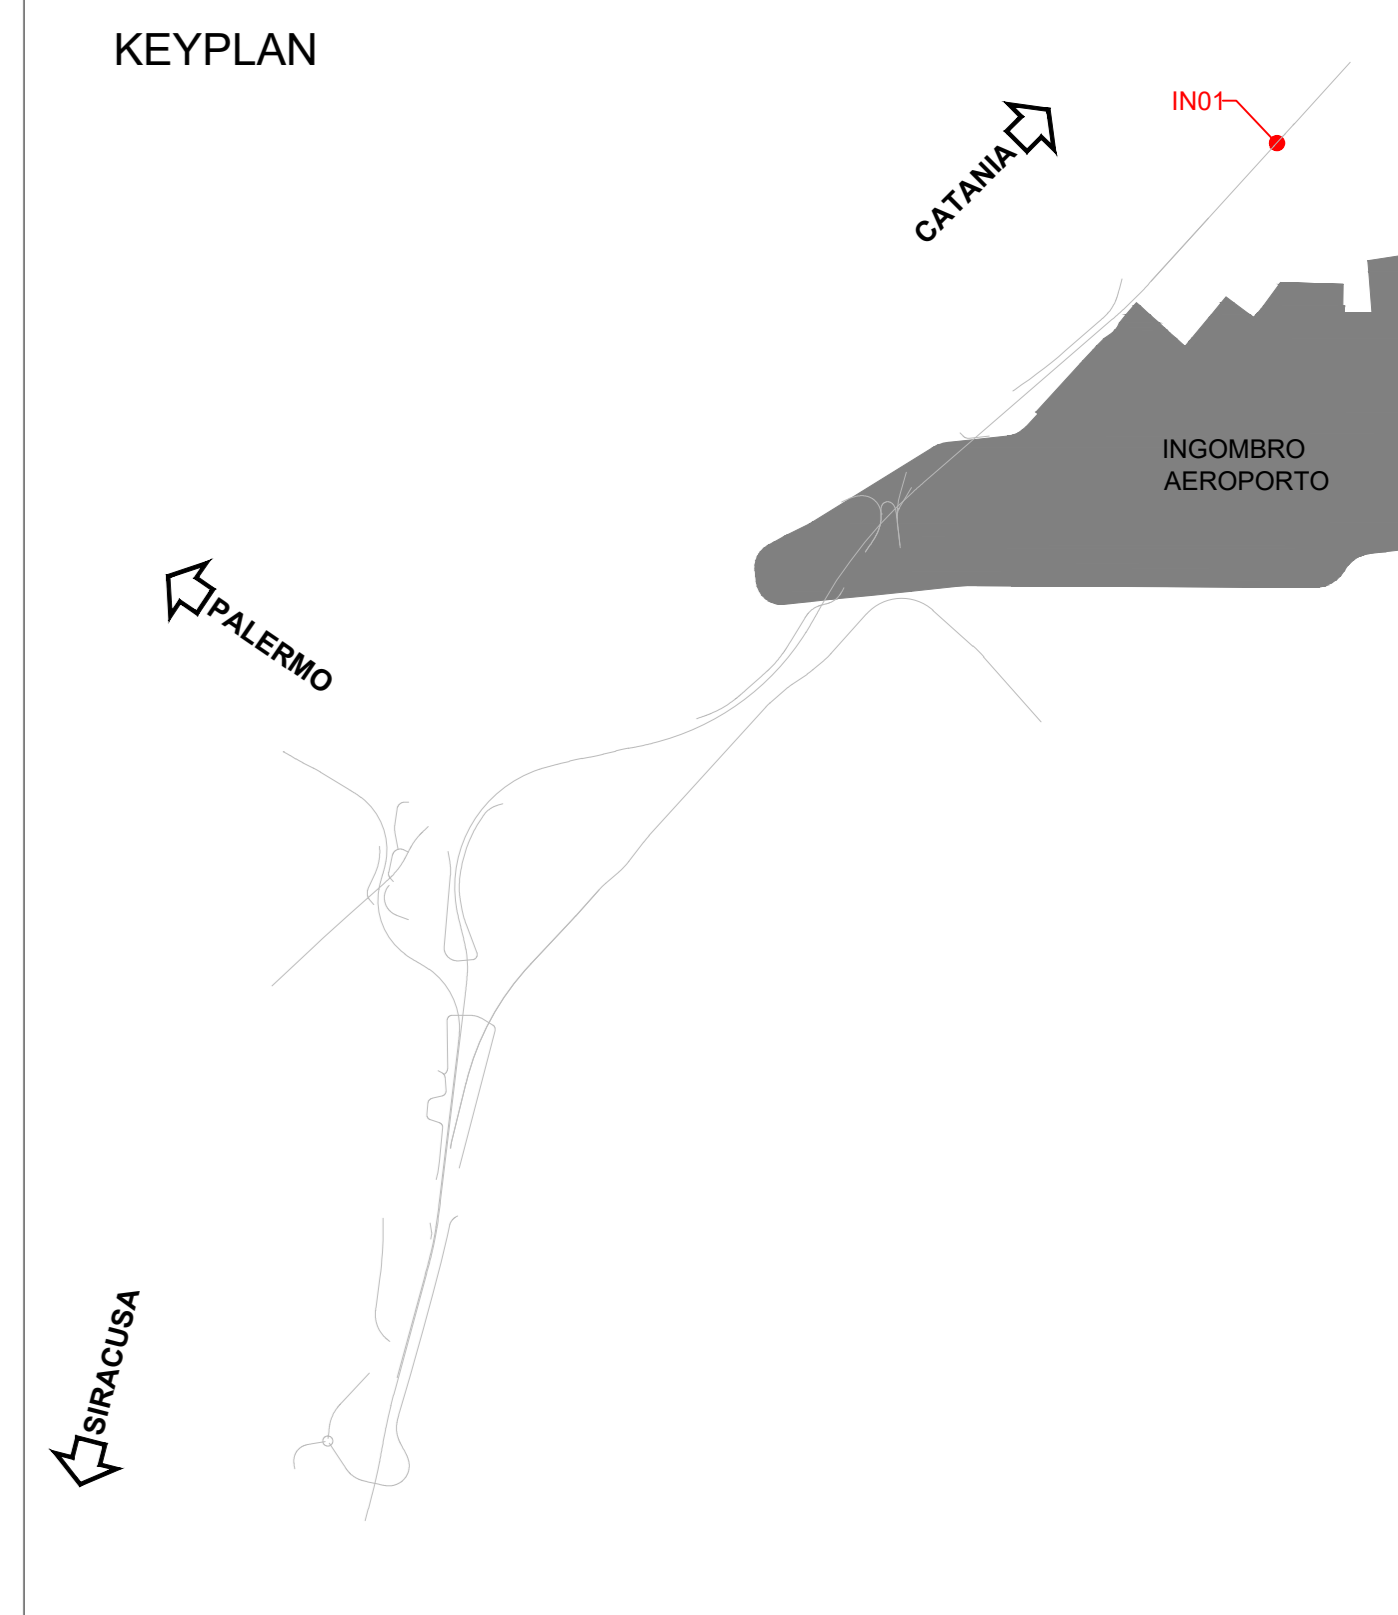 KEYPLAN
IN01
CATANIA
INGOMBRO
AEROPORTO
PALERMO
SIRACUSA